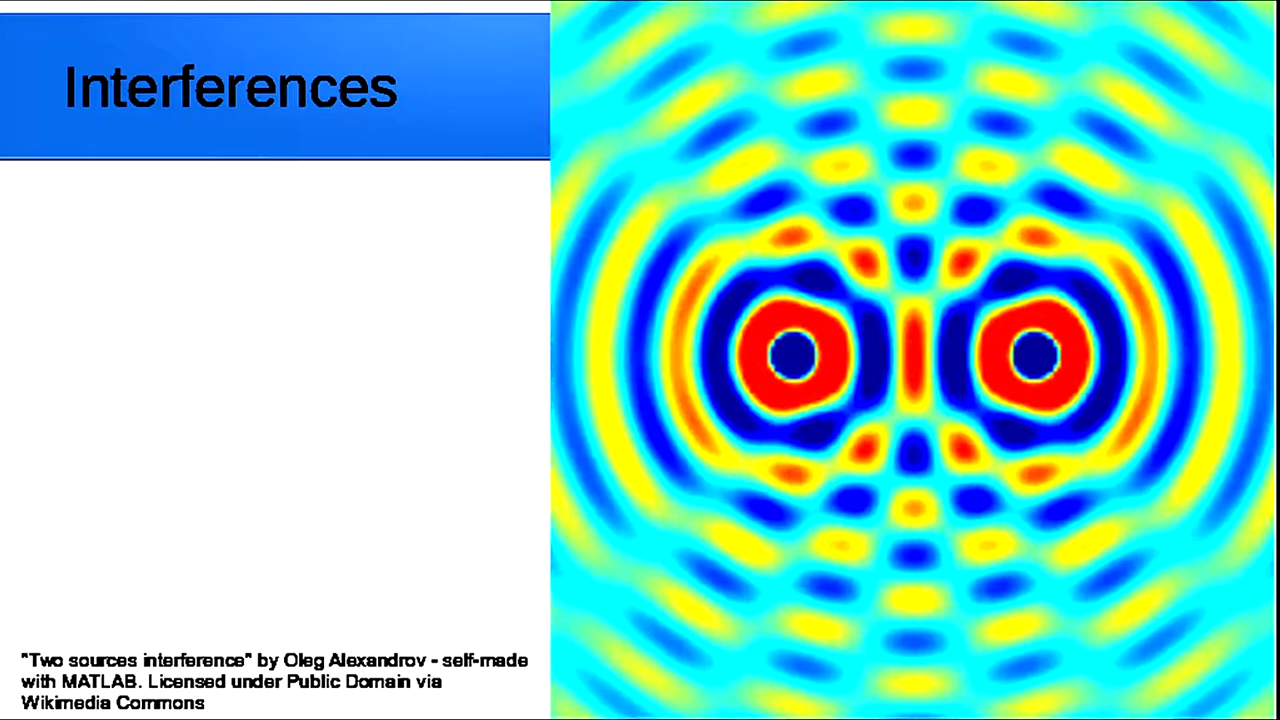 Interferences
"Two sources interference" by Oleg Alexandrov - self-made
with MATLAB. Licensed under Public Domain via
Wikimedia Commons